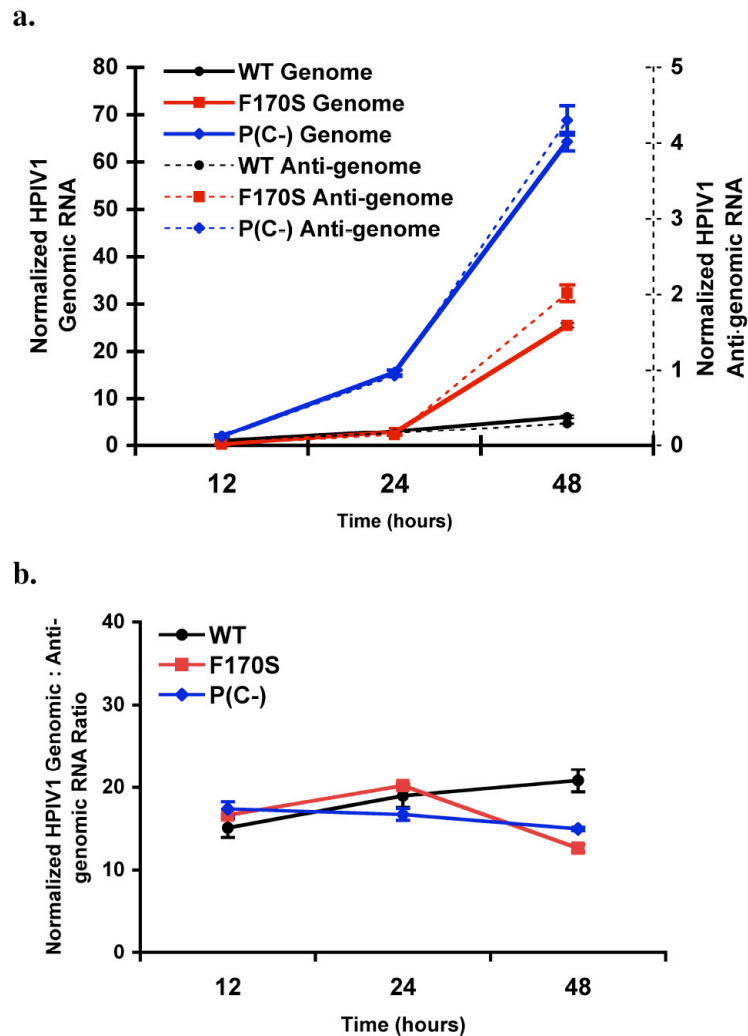 a.
80
70
60
50
40
30
20
10
0
Normalized HPIV1
Genomic RNA
WT Genome
F170S Genome
P(C-) Genome
WT Anti-genome
F170S Anti-genome
P(C-) Anti-genome
5
4
3
2
1
0
Normalized HPIV1
Anti-genomic RNA
12
24
48
Time (hours)
b.
40
30
20
10
0
Normalized HPIV1 Genomic : Anti-
genomic RNA Ratio
WT
F170S
P(C-)
12
24
48
Time (hours)